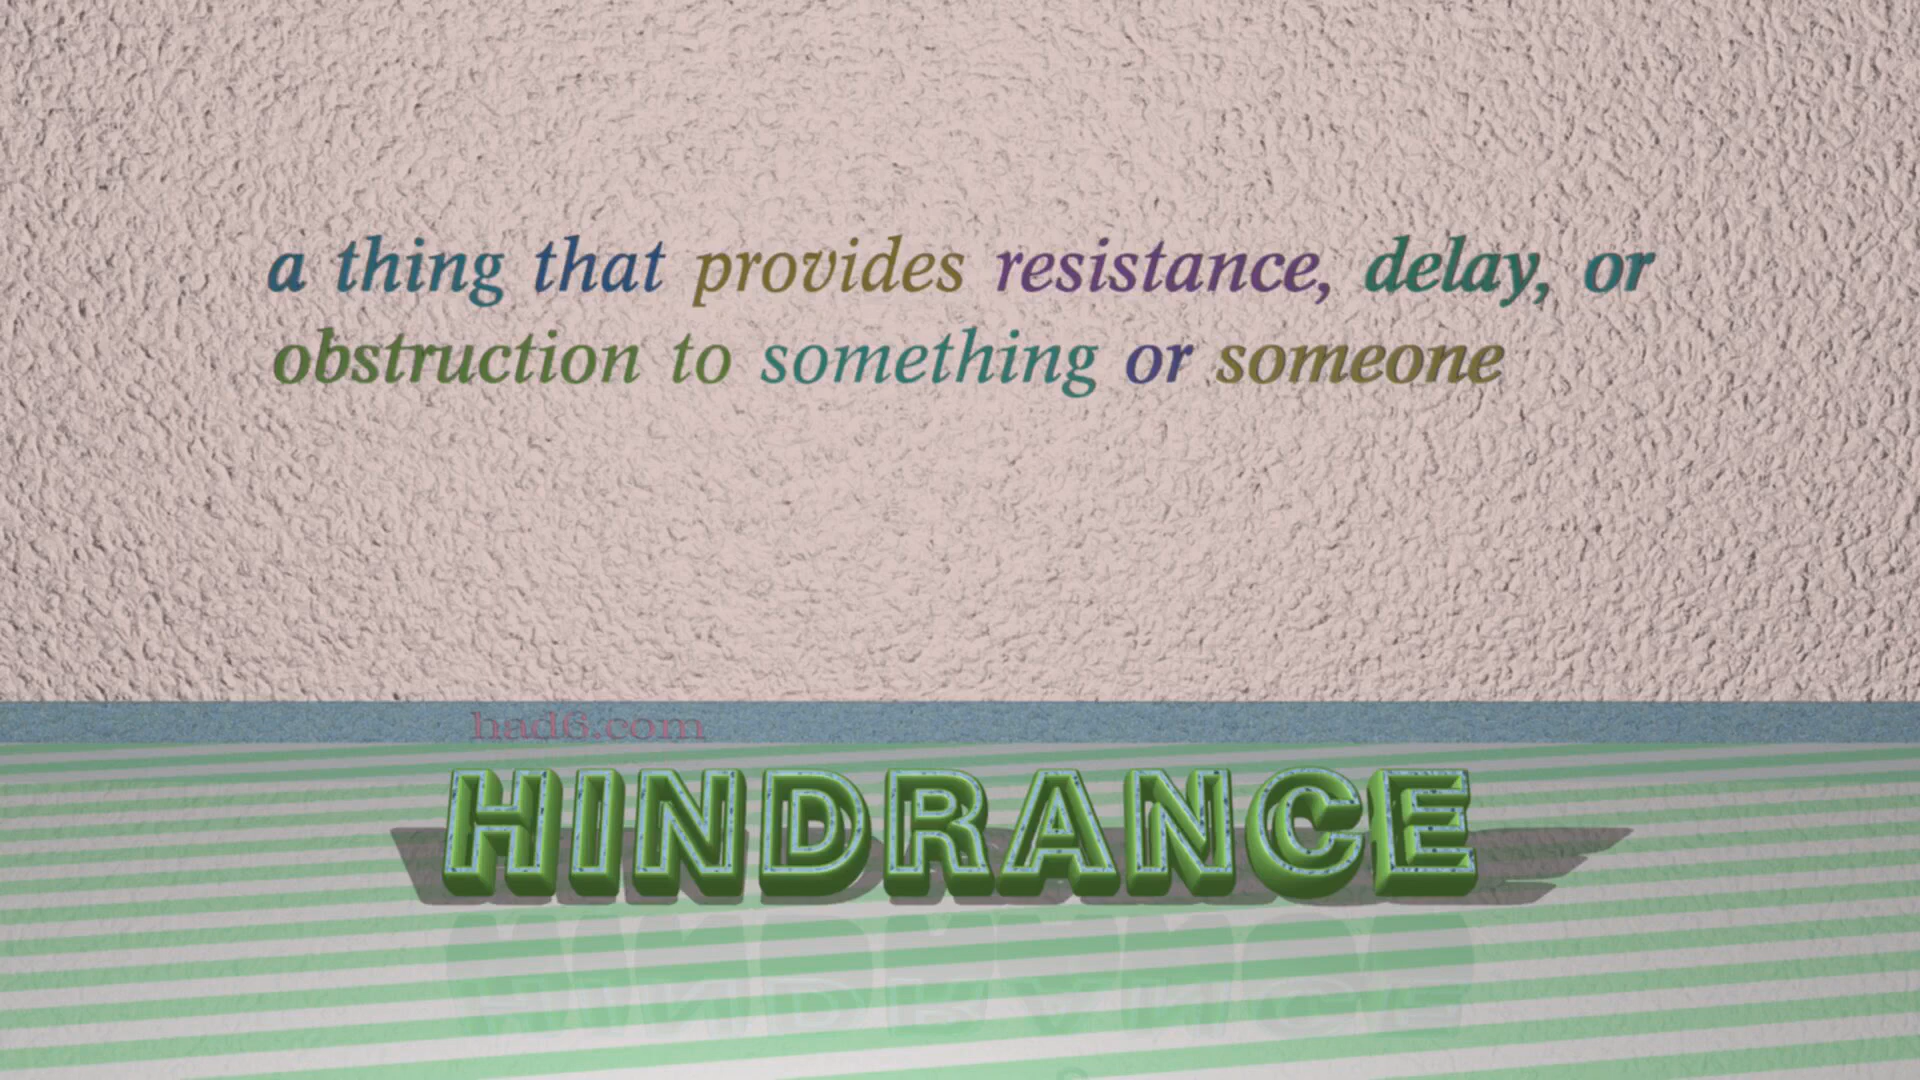 a thing that provides resistance, delay, or
obstruction to something or someone
had6.com
HINDRANCE